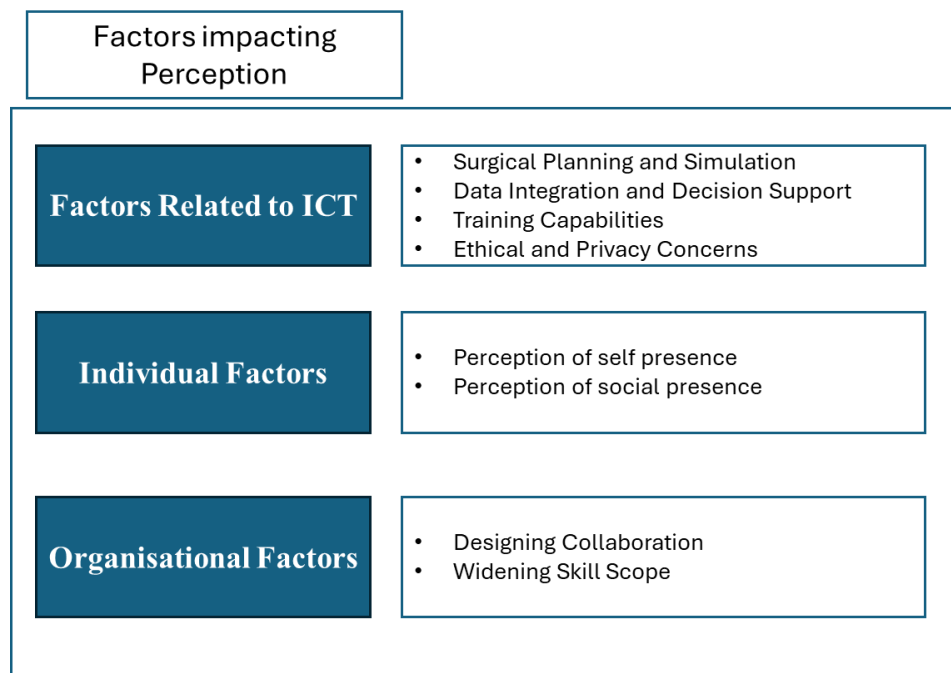 Factors impacting
Perception
Factors Related to ICT
• Surgical Planning and Simulation
• Data Integration and Decision Support
• Training Capabilities
• Ethical and Privacy Concerns
Individual Factors
• Perception of self presence
• Perception of social presence
Organisational Factors
• Designing Collaboration
• Widening Skill Scope